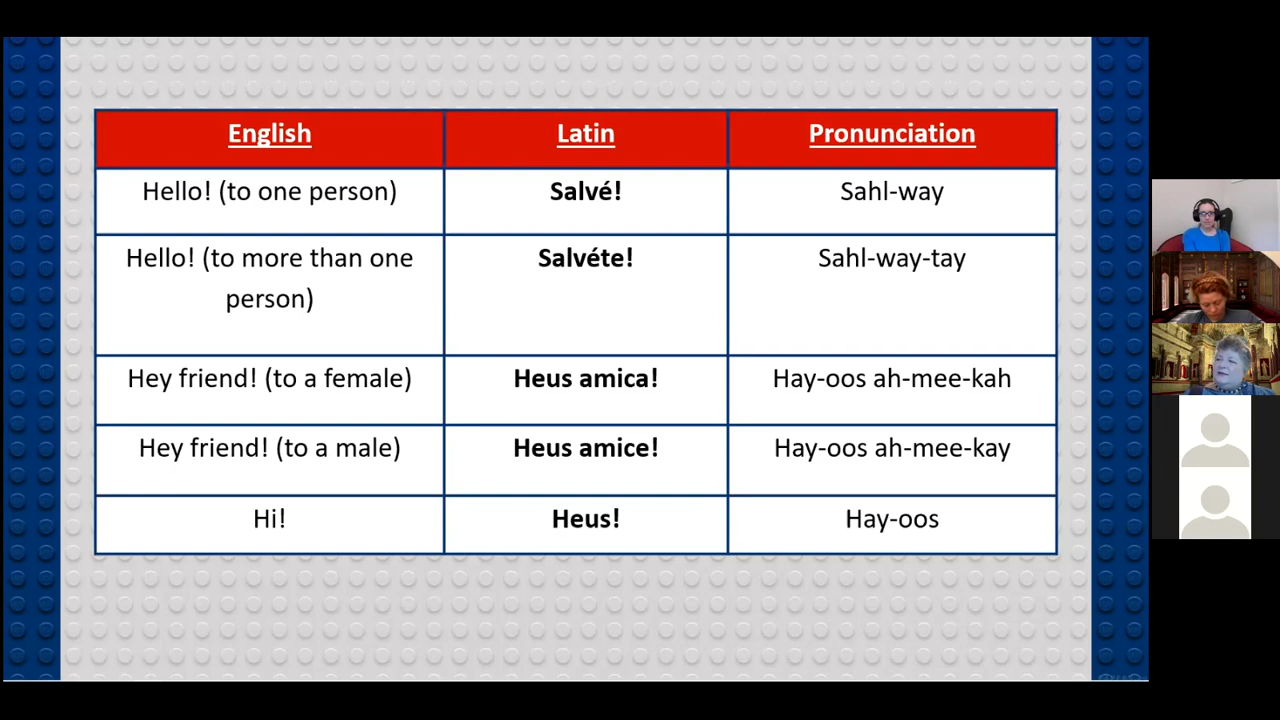 English Latin Pronunciation
Hello! (to one person) Salvé! Sahl-way
Hello! (to more than one Salvéte! Sahl-way-tay
person)
Hey friend! (to a female) Heus amica! Hay-oos ah-mee-kah
Hey friend! (to a male) Heus amice! Hay-oos ah-mee-kay
Hi! Heus! Hay-oos